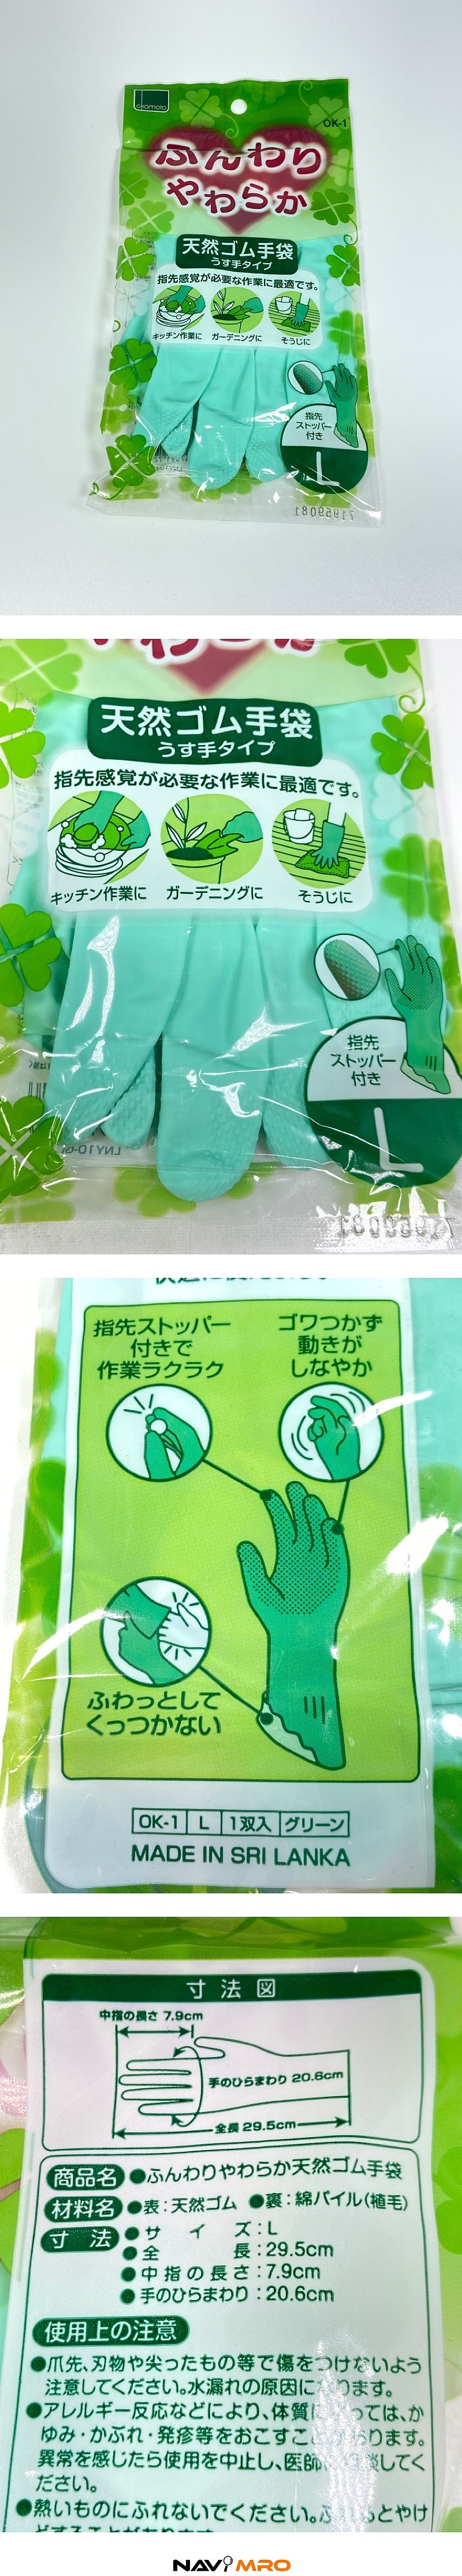 okamoto
OK-1
ふんわり
やわらか
天然ゴム手袋
うす手タイプ
指先感覚が必要な作業に最適です。
キッチン作業に
ガーデニングに
そうじに
指先
ストッパー
付き
L
71959081
天然ゴム手袋
うす手タイプ
指先感覚が必要な作業に最適です。
キッチン作業に
ガーデニングに
そうじに
指先
ストッパー
付き
L
指先ストッパー
付きで
作業ラクラク
ゴワつかず
動きが
しなやか
ふわっとして
くっつかない
OK-1 L 1双入 グリーン
MADE IN SRI LANKA
寸法図
中指の長さ 7.9cm
手のひらまわり 20.6cm
全長 29.5cm
商品名 ●ふんわりやわらか天然ゴム手袋
材料名 ●表:天然ゴム ●裏:綿パイル(植毛)
寸法 ●サイズ:L
●全長:29.5cm
●中指の長さ:7.9cm
●手のひらまわり:20.6cm
使用上の注意
●爪先、刃物や尖ったもの等で傷をつけないよう
注意してください。水漏れの原因に ります。
●アレルギー反応などにより、体質 っては、か
ゆみ・かぶれ・発疹等をおこすこ あります。
異常を感じたら使用を中止し、医師 してく
ださい。
●熱いものにふれないでください。 とやけ
NAVIMRO